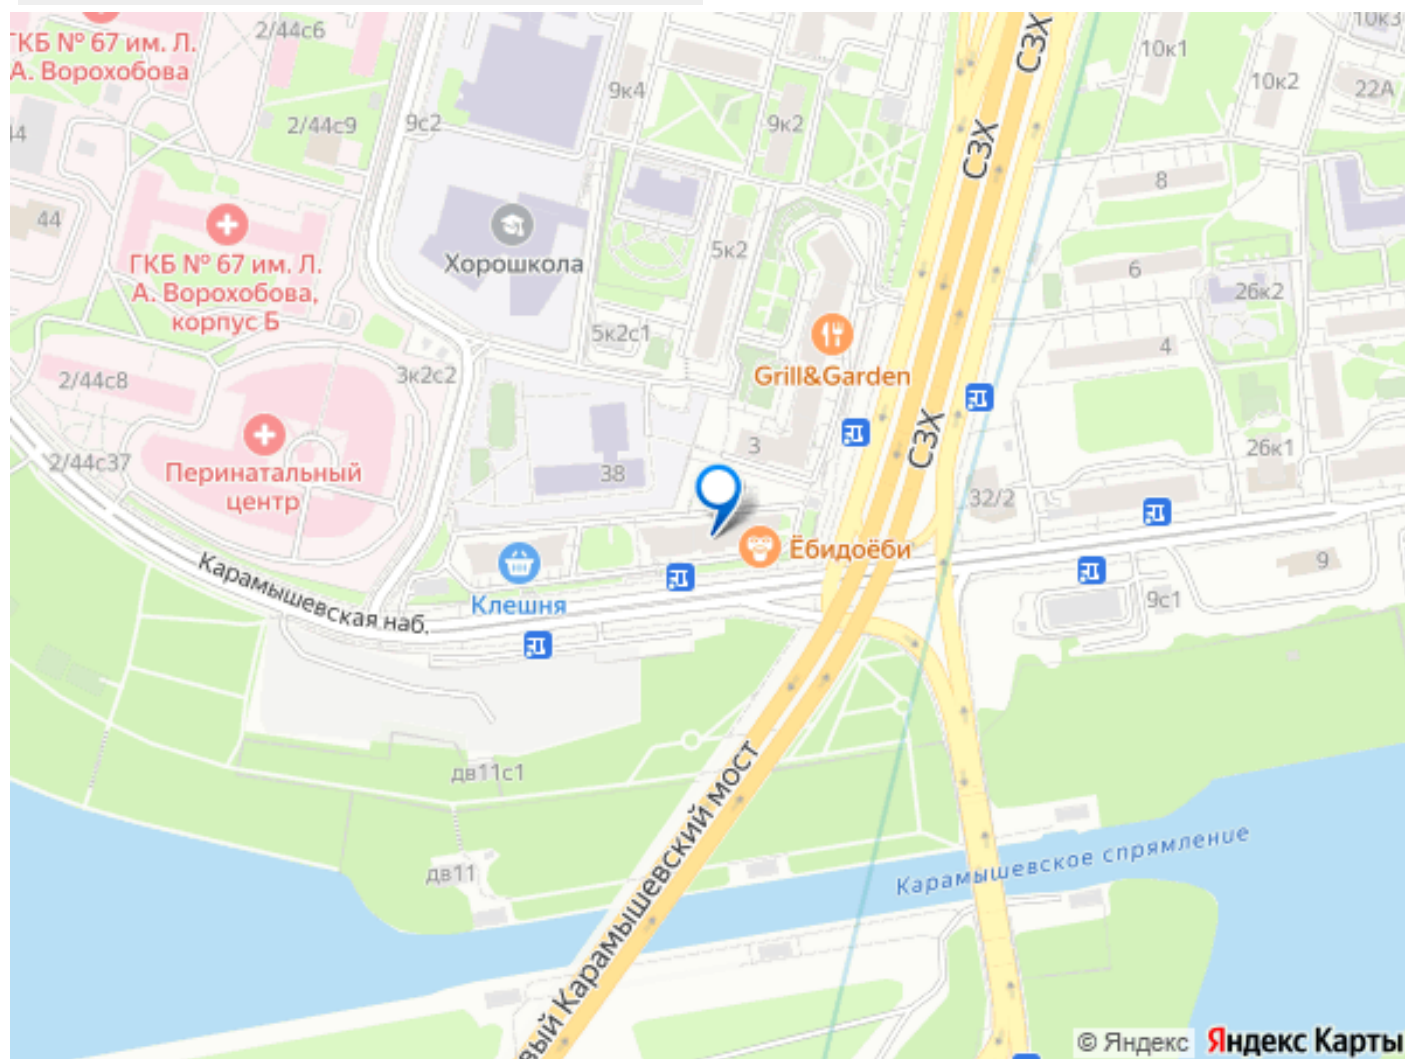 2/44с6
10к3
ГКБ № 67 им. Л.
А. Ворохобова
10к1
10к2
22А
9к4
9к2
9с2
2/44с9
44
СЗХ
СЗХ
8
44
ГКБ № 67 им. Л.
А. Ворохобова,
корпус Б
Хорошкола
5к2
6
26к2
5к2с1
4
2/44с8
3к2с2
Grill&Garden
СЗХ
3
26к1
2/44с37
Перинатальный
центр
38
32/2
Ёбидоёби
9
Карамышевская наб.
Клешня
9с1
дв11с1
дв11
вый Карамышевский мост
Карамышевское спрямление
© Яндекс
Яндекс Карты